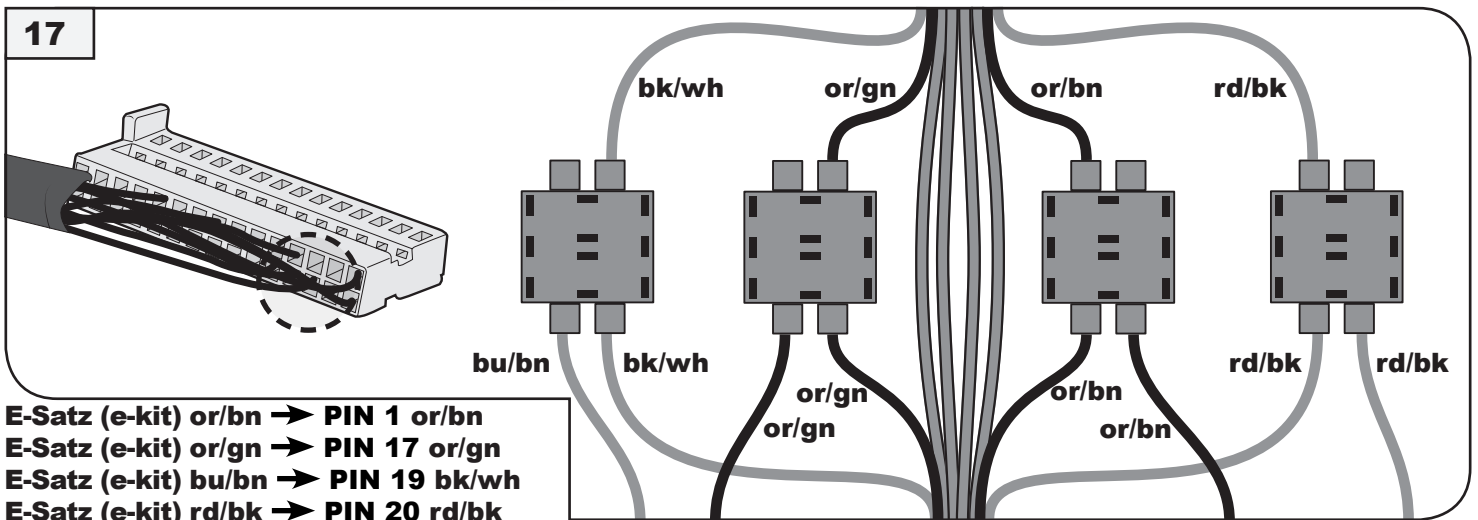 17
bk/wh or/gn or/bn rd/bk
bu/bn bk/wh rd/bk rd/bk
or/gn or/bn
or/gn or/bn
E-Satz (e-kit) or/bn → PIN 1 or/bn
E-Satz (e-kit) or/gn → PIN 17 or/gn
E-Satz (e-kit) bu/bn → PIN 19 bk/wh
E-Satz (e-kit) rd/bk → PIN 20 rd/bk